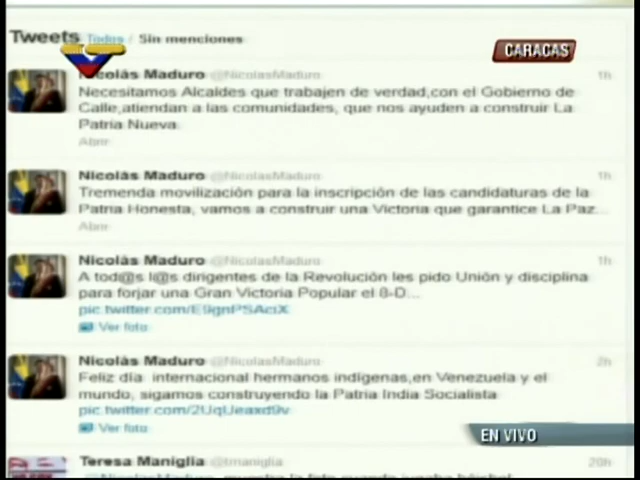 Tweets Todos / Sin menciones
CARACAS
Nicolás Maduro @NicolasMaduro 1h
Necesitamos Alcaldes que trabajen de verdad,con el Gobierno de
Calle,atiendan a las comunidades, que nos ayuden a construir La
Patria Nueva.
Abrir
Nicolás Maduro @NicolasMaduro 1h
Tremenda movilización para la inscripción de las candidaturas de la
Patria Honesta, vamos a construir una Victoria que garantice La Paz...
Abrir
Nicolás Maduro @NicolasMaduro 1h
A tod@s l@s dirigentes de la Revolución les pido Unión y disciplina
para forjar una Gran Victoria Popular el 8-D...
pic.twitter.com/E9gnPSAciX
Ver foto
Nicolás Maduro @NicolasMaduro 2h
Feliz día internacional hermanos indígenas,en Venezuela y el
mundo, sigamos construyendo la Patria India Socialista
pic.twitter.com/2UqUeaxd9v
Ver foto
EN VIVO
Teresa Maniglia @tmaniglia 20h
@NicolasMaduro